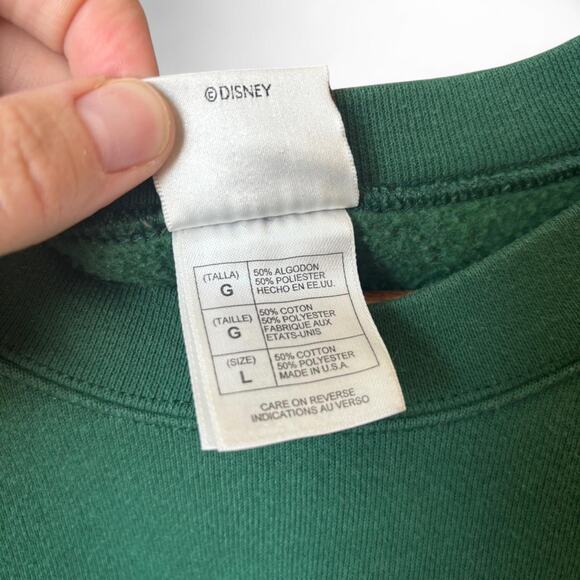 ©DISNEY
(TALLA) 50% ALGODON
G 50% POLIESTER
HECHO EN EE.UU.
(TAILLE) 50% COTON
G 50% POLYESTER
FABRIQUE AUX
ETATS-UNIS
(SIZE) 50% COTTON
L 50% POLYESTER
MADE IN U.S.A.
CARE ON REVERSE
INDICATIONS AU VERSO